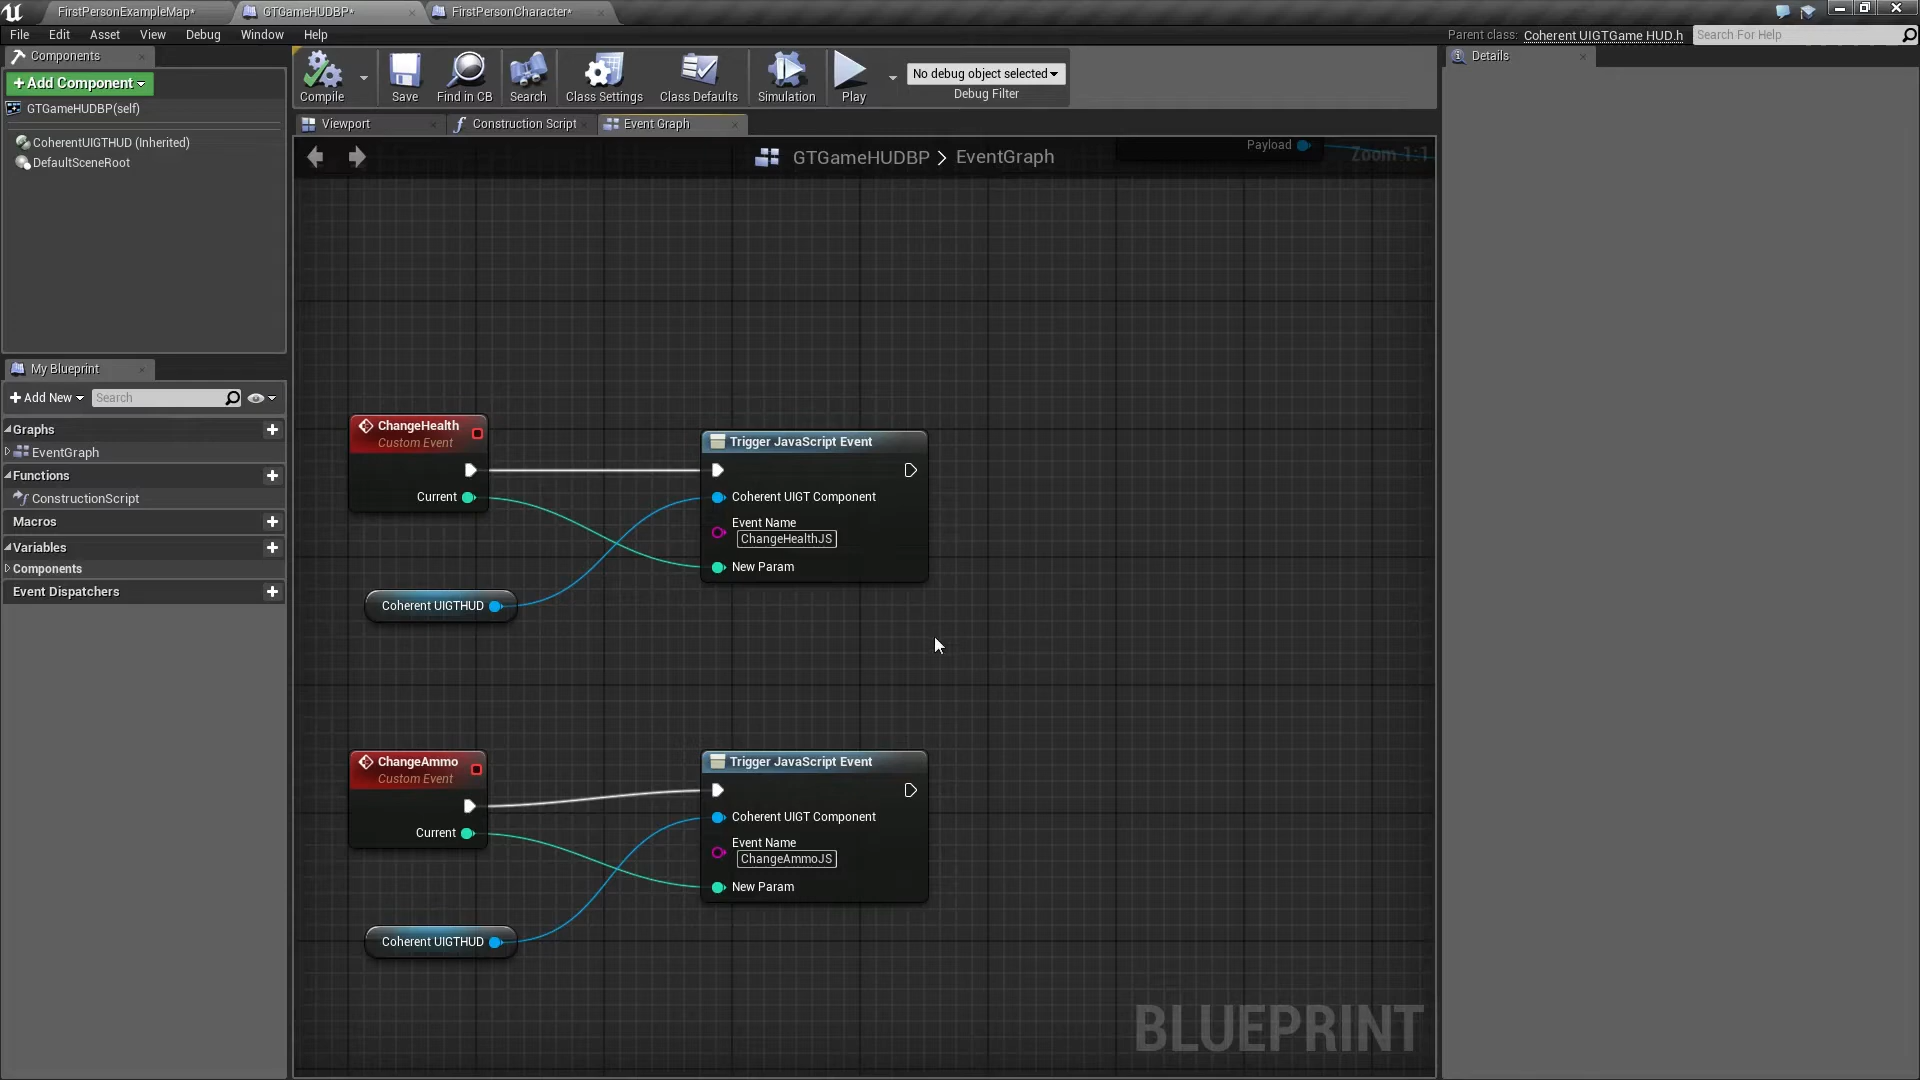 FirstPersonExampleMap*
GTGameHUDBP*
FirstPersonCharacter*
File Edit Asset View Debug Window Help
Parent class: Coherent UIGTGame HUD.h
Search For Help
Components
Add Component
GTGameHUDBP(self)
CoherentUIGTHUD (Inherited)
DefaultSceneRoot
Compile
Save
Find in CB
Search
Class Settings
Class Defaults
Simulation
Play
No debug object selected
Debug Filter
Details
Viewport
Construction Script
Event Graph
GTGameHUDBP > EventGraph
Payload
Zoom 1:1
My Blueprint
Add New
Search
Graphs
EventGraph
Functions
ConstructionScript
Macros
Variables
Components
Event Dispatchers
ChangeHealth
Custom Event
Current
Trigger JavaScript Event
Coherent UIGT Component
Event Name
ChangeHealthJS
New Param
Coherent UIGTHUD
ChangeAmmo
Custom Event
Current
Trigger JavaScript Event
Coherent UIGT Component
Event Name
ChangeAmmoJS
New Param
Coherent UIGTHUD
BLUEPRINT